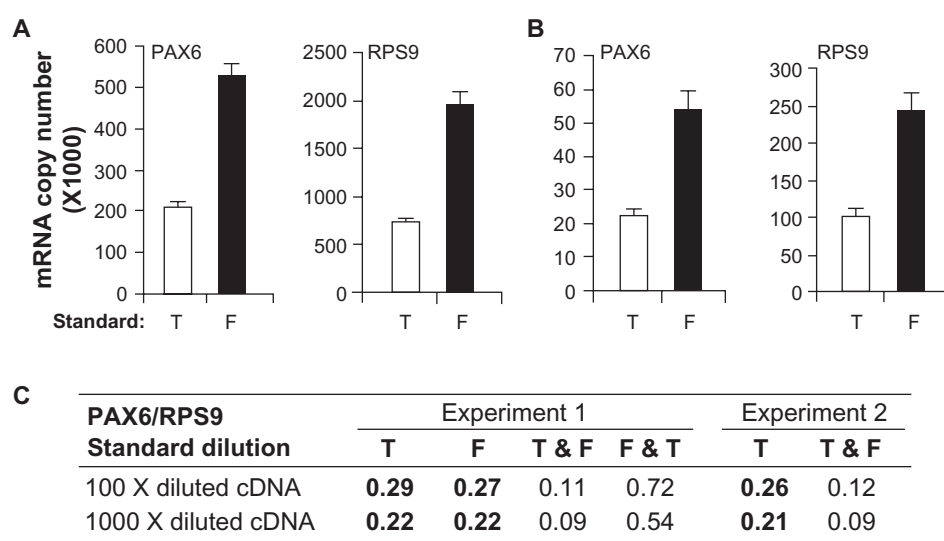 A
B
mRNA copy number
(X1000)
PAX6
600
500
400
300
200
100
0
RPS9
2500
2000
1500
1000
500
0
PAX6
70
60
50
40
30
20
10
0
RPS9
300
250
200
150
100
50
0
Standard: T F T F T F T F
C
PAX6/RPS9 Experiment 1 Experiment 2
Standard dilution T F T & F F & T T T & F
100 X diluted cDNA 0.29 0.27 0.11 0.72 0.26 0.12
1000 X diluted cDNA 0.22 0.22 0.09 0.54 0.21 0.09